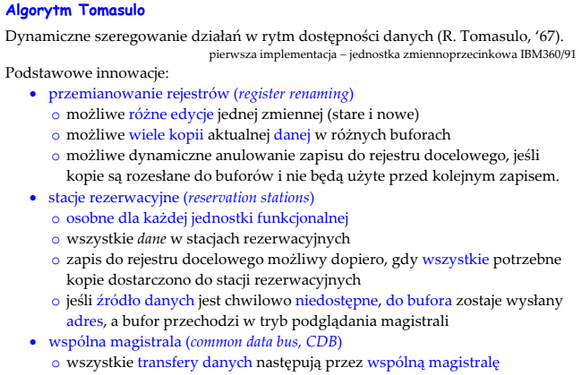 Algorytm Tomasulo
Dynamiczne szeregowanie działań w rytm dostępności danych (R. Tomasulo, ‘67).
pierwsza implementacja – jednostka zmiennoprzecinkowa IBM360/91
Podstawowe innowacje:
• przemianowanie rejestrów (register renaming)
o możliwe różne edycje jednej zmiennej (stare i nowe)
o możliwe wiele kopii aktualnej danej w różnych buforach
o możliwe dynamiczne anulowanie zapisu do rejestru docelowego, jeśli
kopie są rozesłane do buforów i nie będą użyte przed kolejnym zapisem.
• stacje rezerwacyjne (reservation stations)
o osobne dla każdej jednostki funkcjonalnej
o wszystkie dane w stacjach rezerwacyjnych
o zapis do rejestru docelowego możliwy dopiero, gdy wszystkie potrzebne
kopie dostarczono do stacji rezerwacyjnych
o jeśli źródło danych jest chwilowo niedostępne, do bufora zostaje wysłany
adres, a bufor przechodzi w tryb podglądania magistrali
• wspólna magistrala (common data bus, CDB)
o wszystkie transfery danych następują przez wspólną magistralę